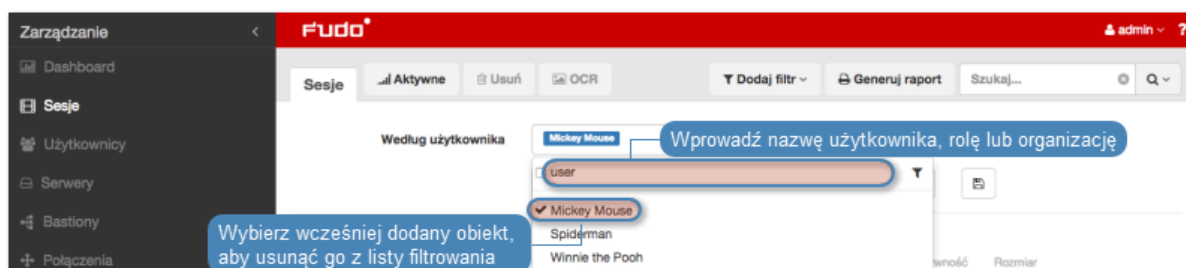 Zarządzanie
Fudo
admin
?
Dashboard
Sesje
Aktywne
Usuń
OCR
Dodaj filtr
Generuj raport
Szukaj...
Sesje
Użytkownicy
Według użytkownika
Mickey Mouse
Wprowadź nazwę użytkownika, rolę lub organizację
user
Serwery
Mickey Mouse
Bastiony
Wybierz wcześniej dodany obiekt,
aby usunąć go z listy filtrowania
Spiderman
Winnie the Pooh
Połączenia
Rozmiar